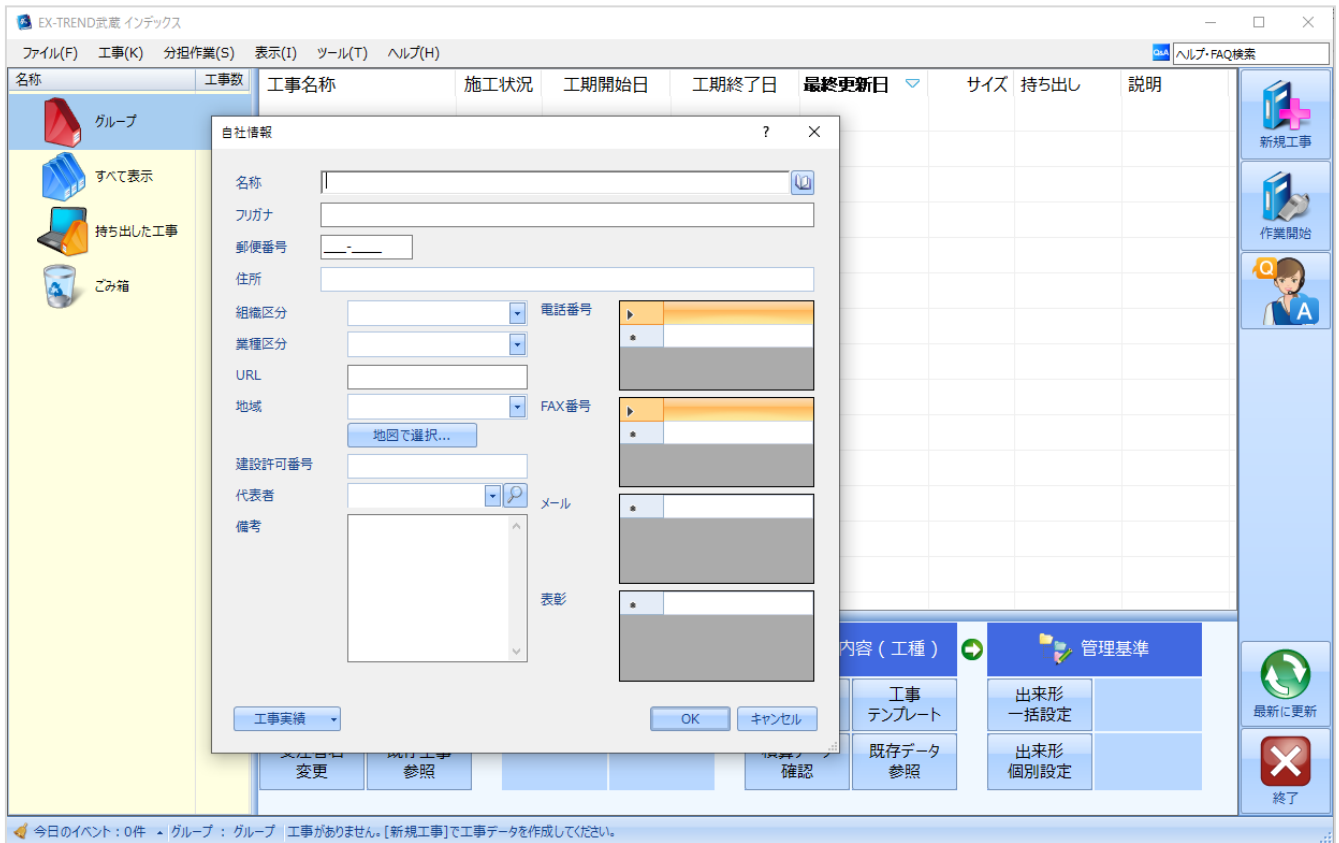 EX-TREND武蔵 インデックス
ファイル(F) 工事(K) 分担作業(S) 表示(I) ツール(T) ヘルプ(H)
Q&A ヘルプ・FAQ検索
名称 工事数 工事名称 施工状況 工期開始日 工期終了日 最終更新日 サイズ 持ち出し 説明
グループ
すべて表示
持ち出した工事
ごみ箱
自社情報
名称
フリガナ
郵便番号 ___-____
住所
組織区分
業種区分
URL
地域
地図で選択...
建設許可番号
代表者
備考
電話番号
FAX番号
メール
表彰
工事実績
OK キャンセル
内容(工種) 管理基準
工事
テンプレート
出来形
一括設定
変更
既存工事
参照
確認
既存データ
参照
出来形
個別設定
新規工事
作業開始
Q
A
最新に更新
終了
今日のイベント:0件 グループ : グループ 工事がありません。[新規工事]で工事データを作成してください。